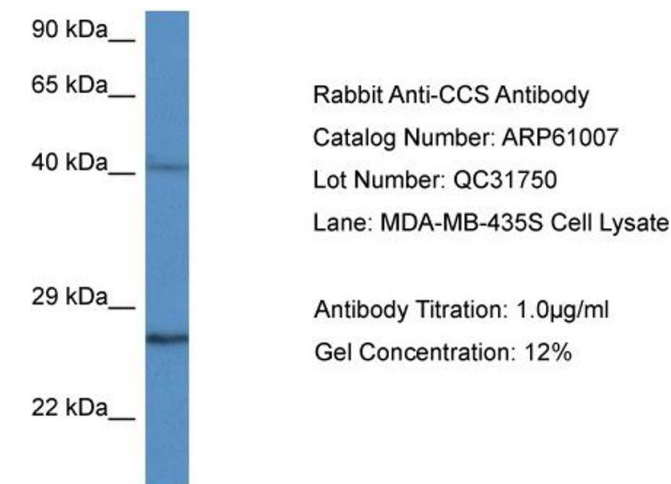 90 kDa
65 kDa
40 kDa
29 kDa
22 kDa
Rabbit Anti-CCS Antibody
Catalog Number: ARP61007
Lot Number: QC31750
Lane: MDA-MB-435S Cell Lysate
Antibody Titration: 1.0µg/ml
Gel Concentration: 12%